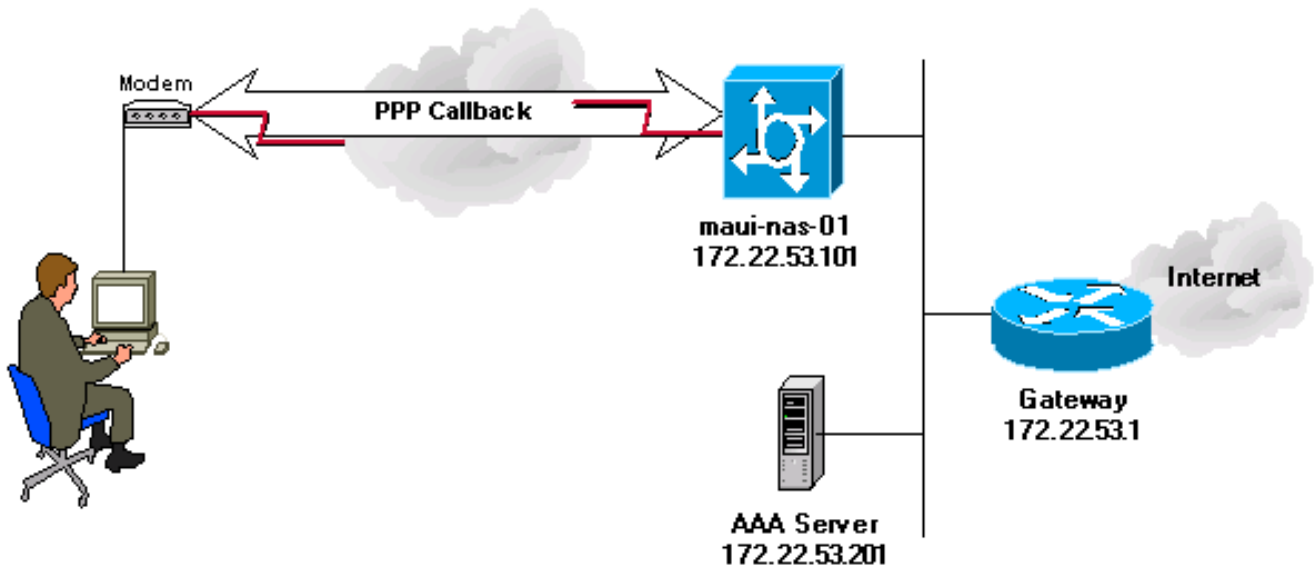 Modem
PPP Callback
maui-nas-01
172.22.53.101
Internet
Gateway
172.22.53.1
AAA Server
172.22.53.201